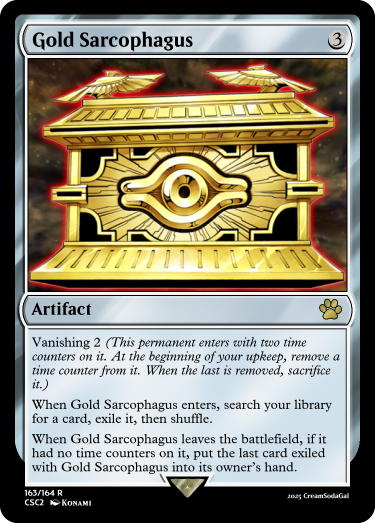 Gold Sarcophagus 3
Artifact
Vanishing 2 (This permanent enters with two time
counters on it. At the beginning of your upkeep, remove a
time counter from it. When the last is removed, sacrifice
it.)
When Gold Sarcophagus enters, search your library
for a card, exile it, then shuffle.
When Gold Sarcophagus leaves the battlefield, if it
had no time counters on it, put the last card exiled
with Gold Sarcophagus into its owner's hand.
163/164 R
CSC2 Konami
2025 CreamSodaGal